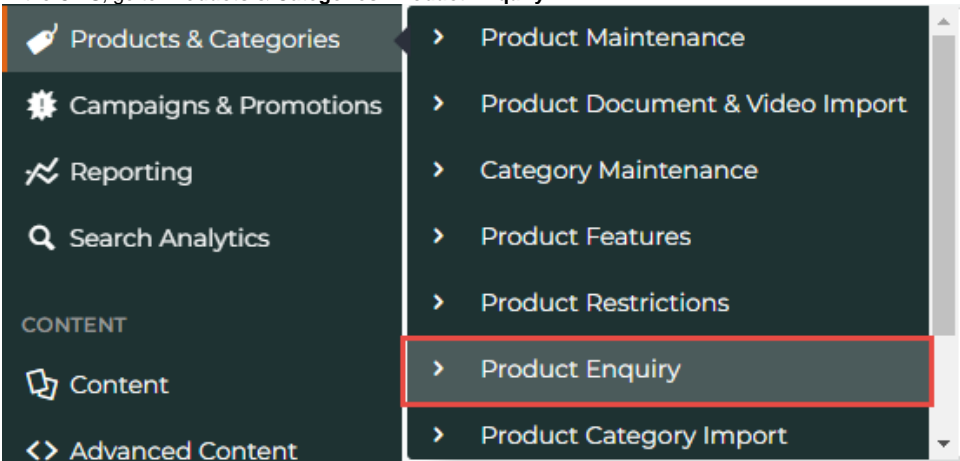 Products & Categories
Campaigns & Promotions
Reporting
Search Analytics
CONTENT
Content
Advanced Content
Product Maintenance
Product Document & Video Import
Category Maintenance
Product Features
Product Restrictions
Product Enquiry
Product Category Import